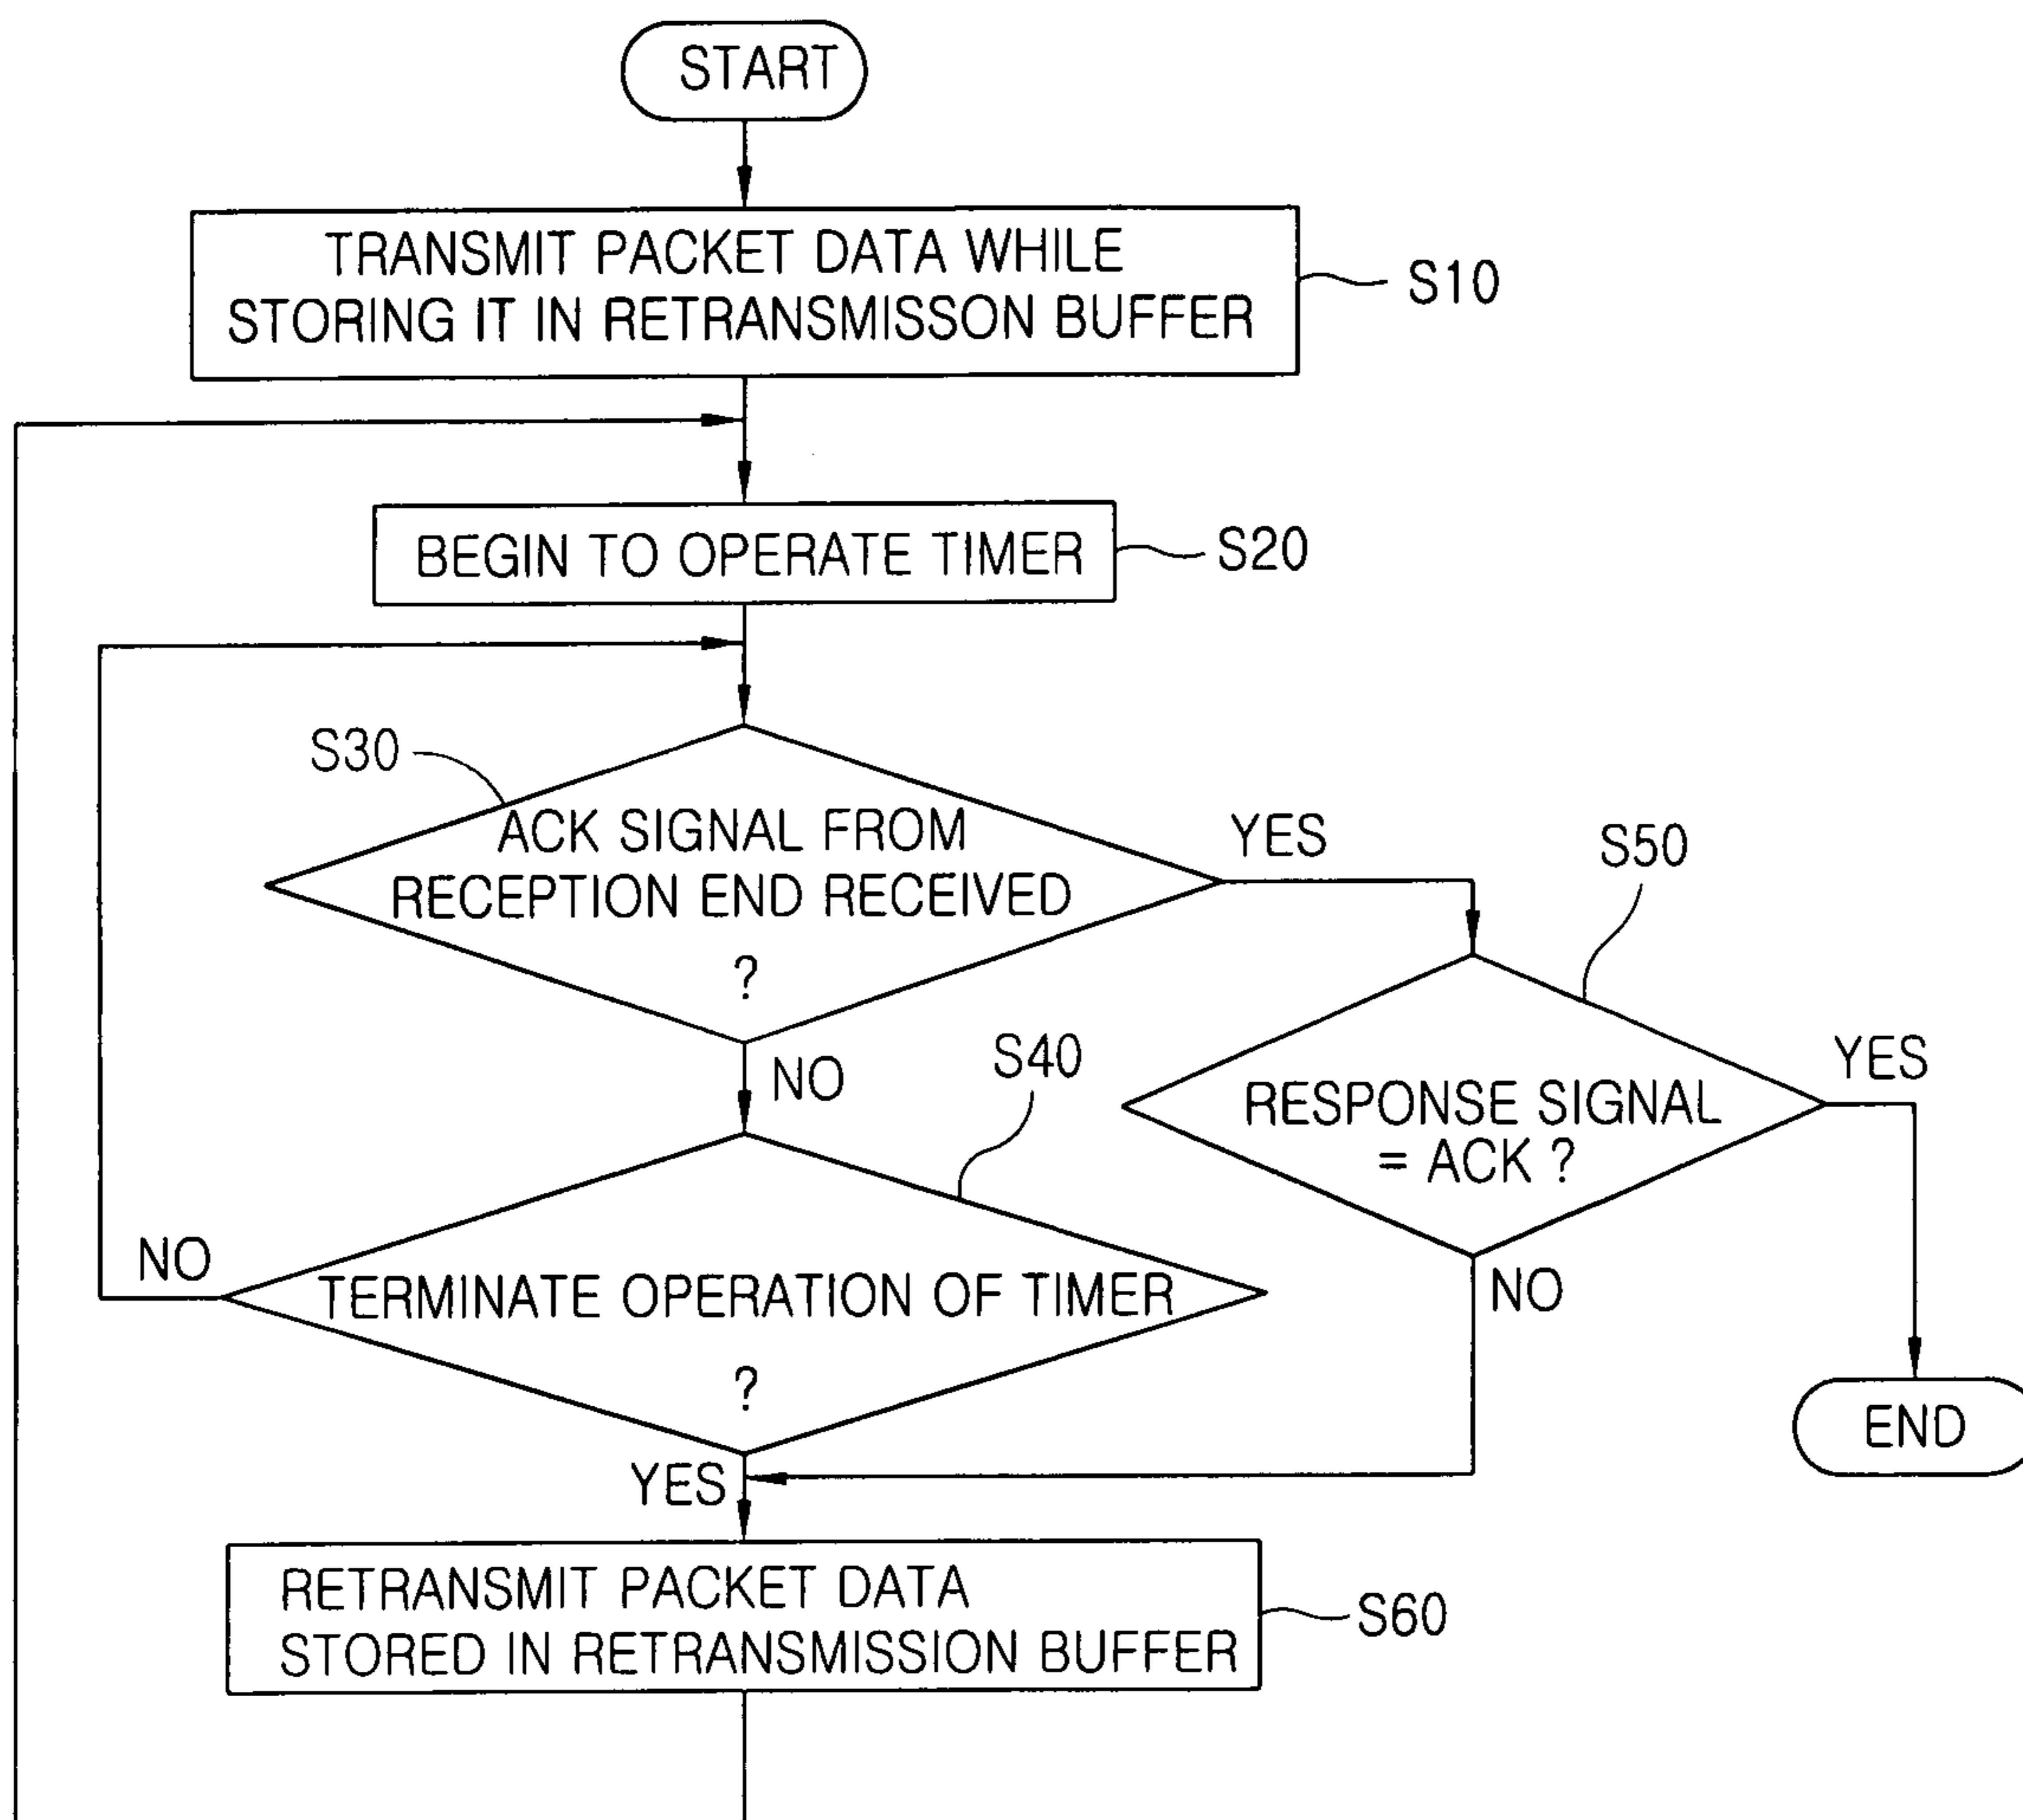 START
TRANSMIT PACKET DATA WHILE
STORING IT IN RETRANSMISSON BUFFER
S10
BEGIN TO OPERATE TIMER
S20
S30
ACK SIGNAL FROM
RECEPTION END RECEIVED
?
YES
S50
NO
S40
RESPONSE SIGNAL
= ACK ?
YES
NO
TERMINATE OPERATION OF TIMER
?
NO
END
YES
RETRANSMIT PACKET DATA
STORED IN RETRANSMISSION BUFFER
S60